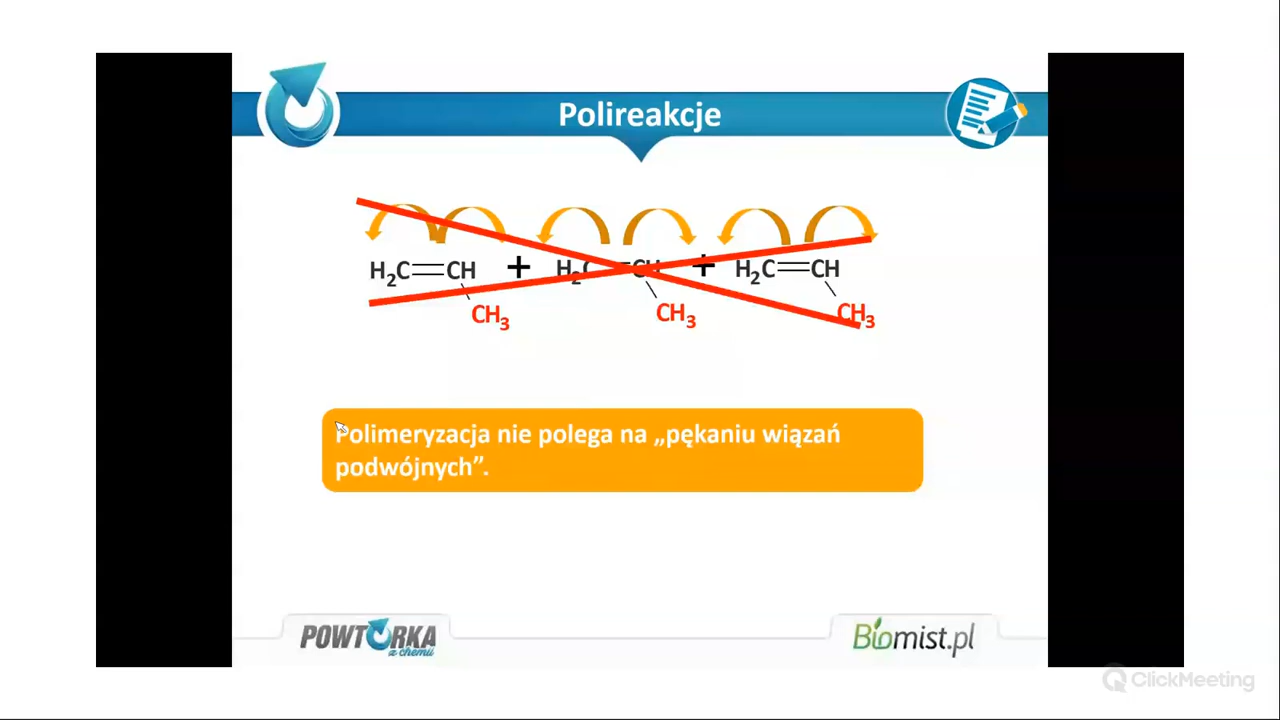 Polireakcje
H₂C=CH + H₂C=CH + H₂C=CH
CH₃ CH₃ CH₃
Polimeryzacja nie polega na „pękaniu wiązań
podwójnych”.
POWTÓRKA
z chemii
Biomist.pl
ClickMeeting